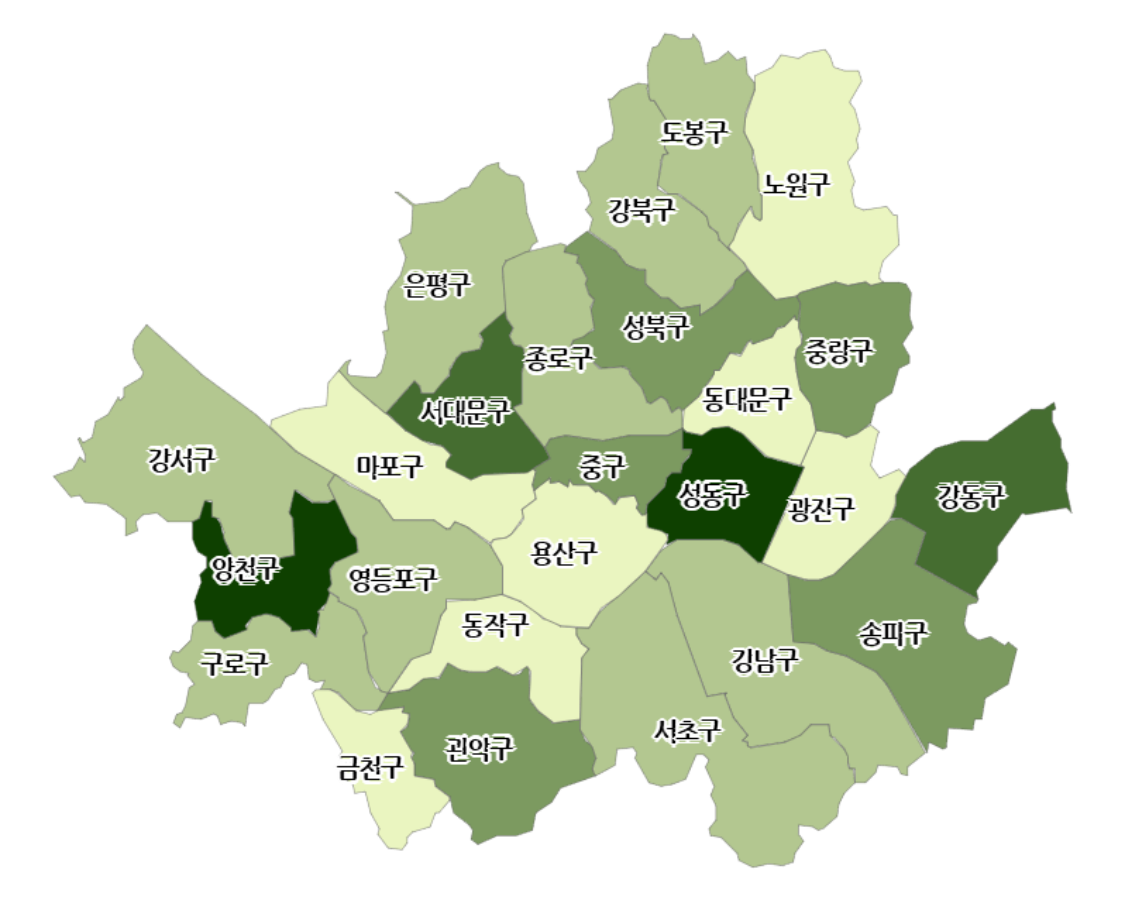 도봉구
노원구
강북구
은평구
성북구
중랑구
종로구
동대문구
서대문구
강서구
마포구
중구
성동구
강동구
광진구
용산구
양천구
영등포구
동작구
송파구
구로구
강남구
서초구
관악구
금천구